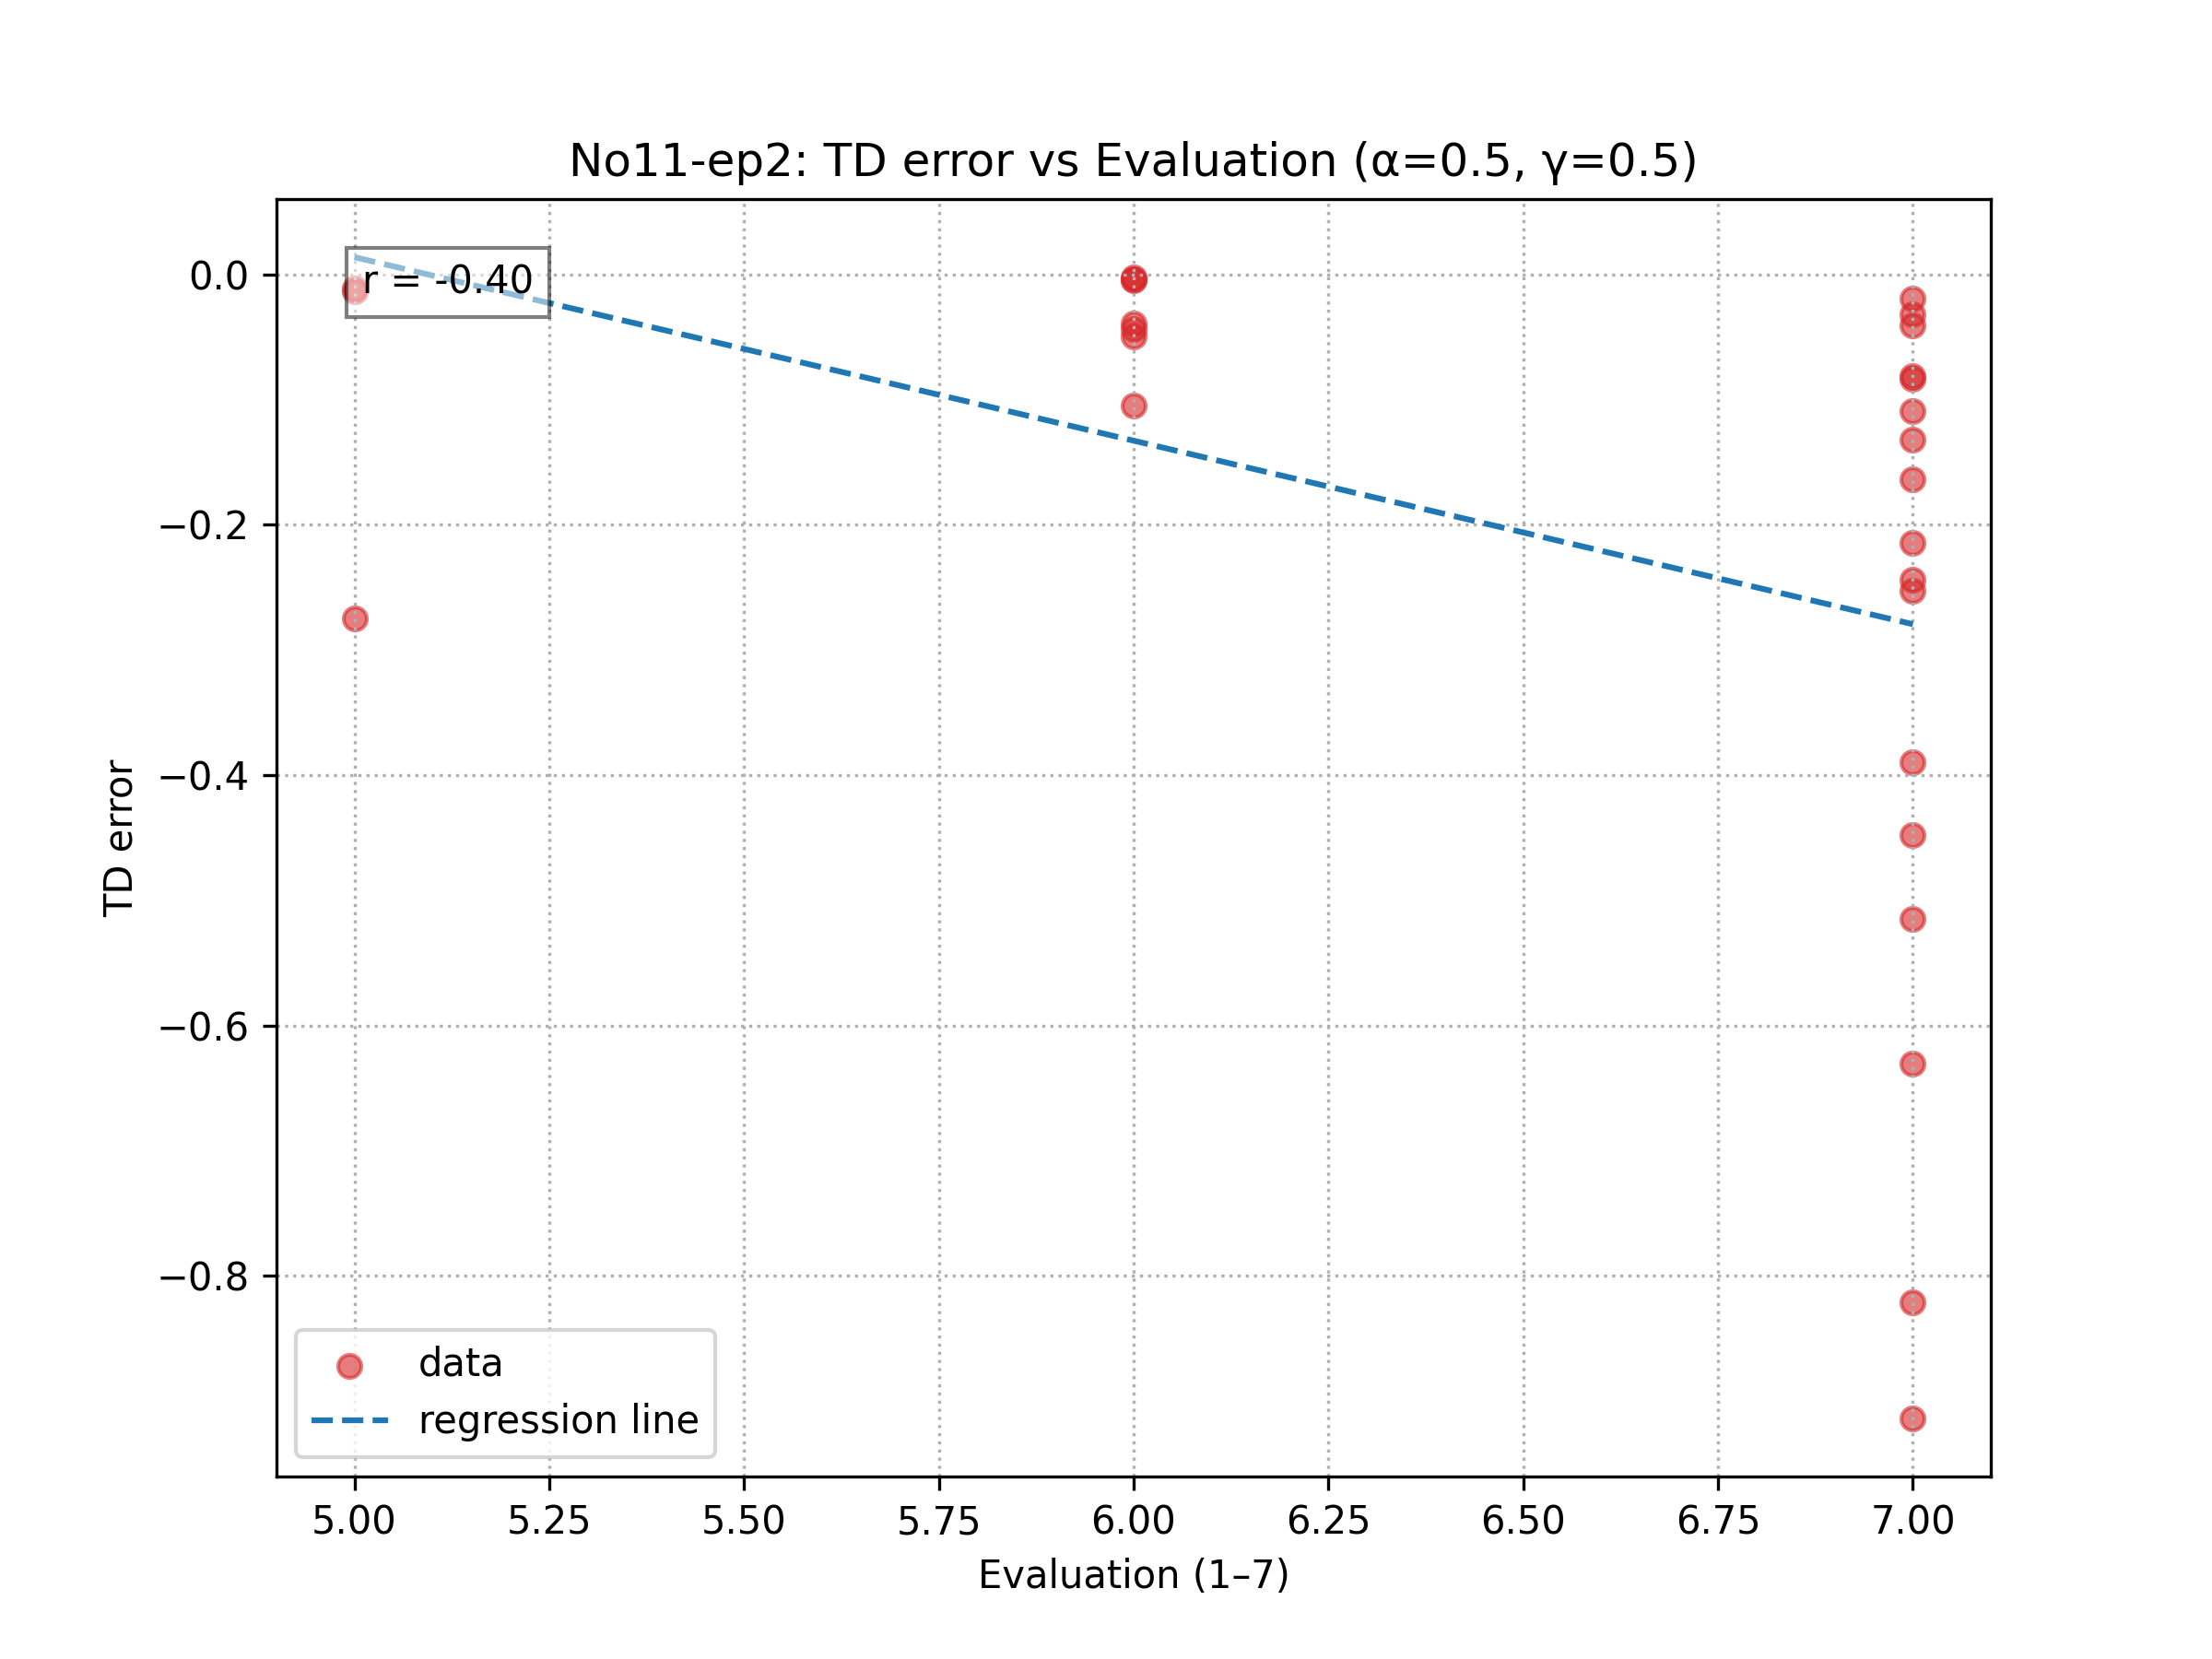 No11-ep2: TD error vs Evaluation (α=0.5, γ=0.5)
r = -0.40
0.0
−0.2
−0.4
−0.6
−0.8
TD error
data
regression line
5.00 5.25 5.50 5.75 6.00 6.25 6.50 6.75 7.00
Evaluation (1–7)